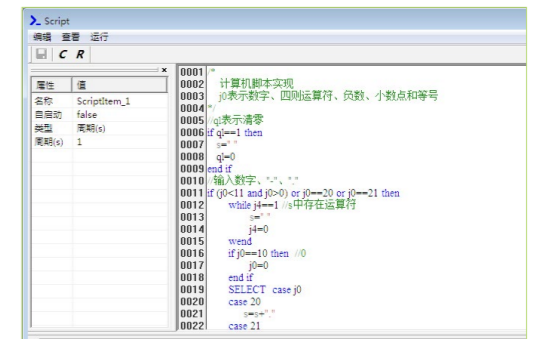 Script
编辑 查看 运行
C R
属性 值
名称 ScriptItem_1
自启动 false
类型 周期(s)
周期(s) 1
0001 /*
0002 计算机脚本实现
0003 j0表示数字、四则运算符、负数、小数点和等号
0004 */
0005 //ql表示清零
0006 if ql==1 then
0007 s=" "
0008 ql=0
0009 end if
0010 //输入数字、"-"、"."
0011 if (j0<11 and j0>0) or j0==20 or j0==21 then
0012 while j4==1 //s中存在运算符
0013 s=" "
0014 j4=0
0015 wend
0016 if j0==10 then //0
0017 j0=0
0018 end if
0019 SELECT case j0
0020 case 20
0021 s=s+"."
0022 case 21